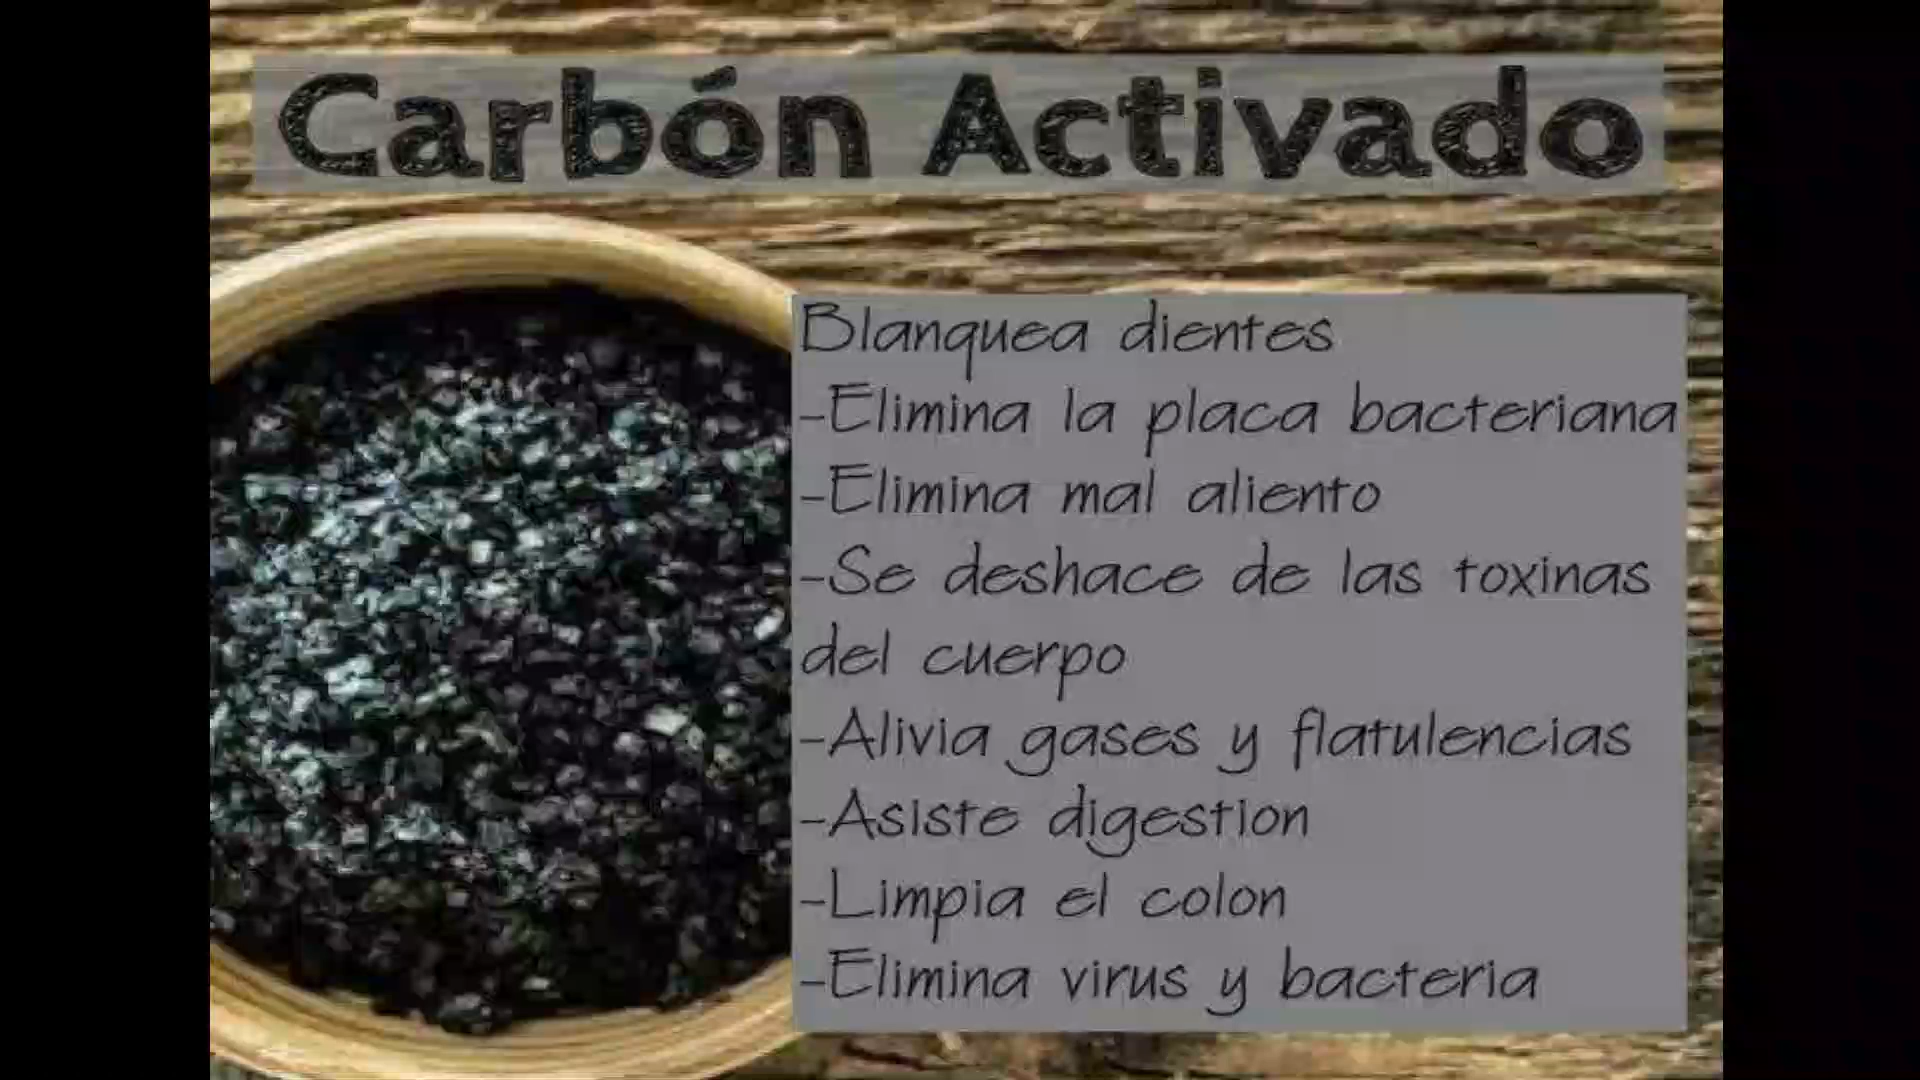 Carbón Activado
Blanquea dientes
-Elimina la placa bacteriana
-Elimina mal aliento
-Se deshace de las toxinas
del cuerpo
-Alivia gases y flatulencias
-Asiste digestion
-Limpia el colon
-Elimina virus y bacteria